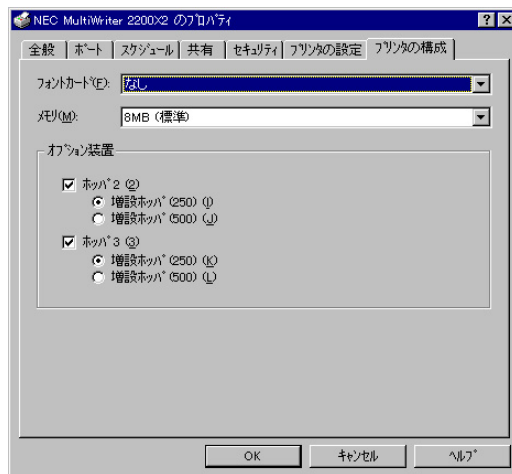 NEC MultiWriter 2200X2 のプロパティ
全般 ポート スケジュール 共有 セキュリティ プリンタの設定 プリンタの構成
フォントカード(F): なし
メモリ(M): 8MB (標準)
オプション装置
ホッパ2 (2)
増設ホッパ(250) (I)
増設ホッパ(500) (J)
ホッパ3 (3)
増設ホッパ(250) (K)
増設ホッパ(500) (L)
OK キャンセル ヘルプ